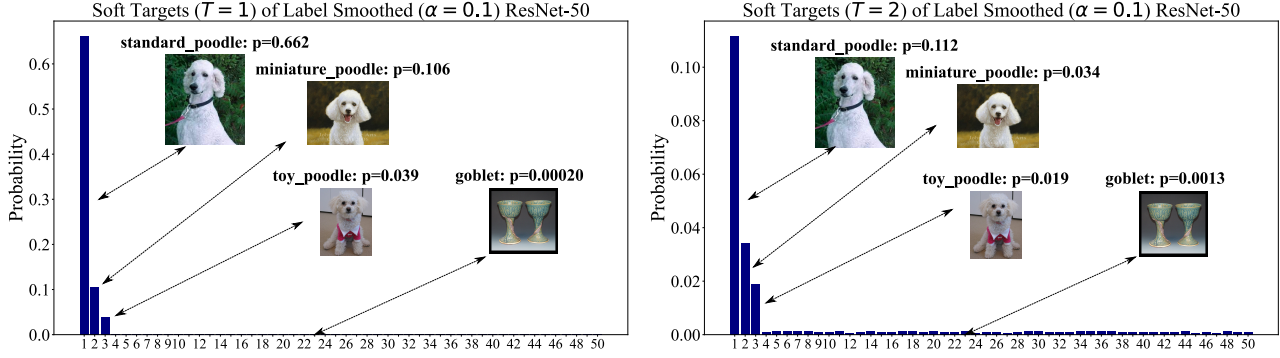 Soft Targets (T = 1) of Label Smoothed (α = 0.1) ResNet-50
Probability
0.6
0.5
0.4
0.3
0.2
0.1
0.0
standard_poodle: p=0.662
miniature_poodle: p=0.106
toy_poodle: p=0.039
goblet: p=0.00020
1 2 3 4 5 6 7 8 9 10 12 14 16 18 20 22 24 26 28 30 32 34 36 38 40 42 44 46 48 50
Soft Targets (T = 2) of Label Smoothed (α = 0.1) ResNet-50
Probability
0.10
0.08
0.06
0.04
0.02
0.00
standard_poodle: p=0.112
miniature_poodle: p=0.034
toy_poodle: p=0.019
goblet: p=0.0013
1 2 3 4 5 6 7 8 9 10 12 14 16 18 20 22 24 26 28 30 32 34 36 38 40 42 44 46 48 50